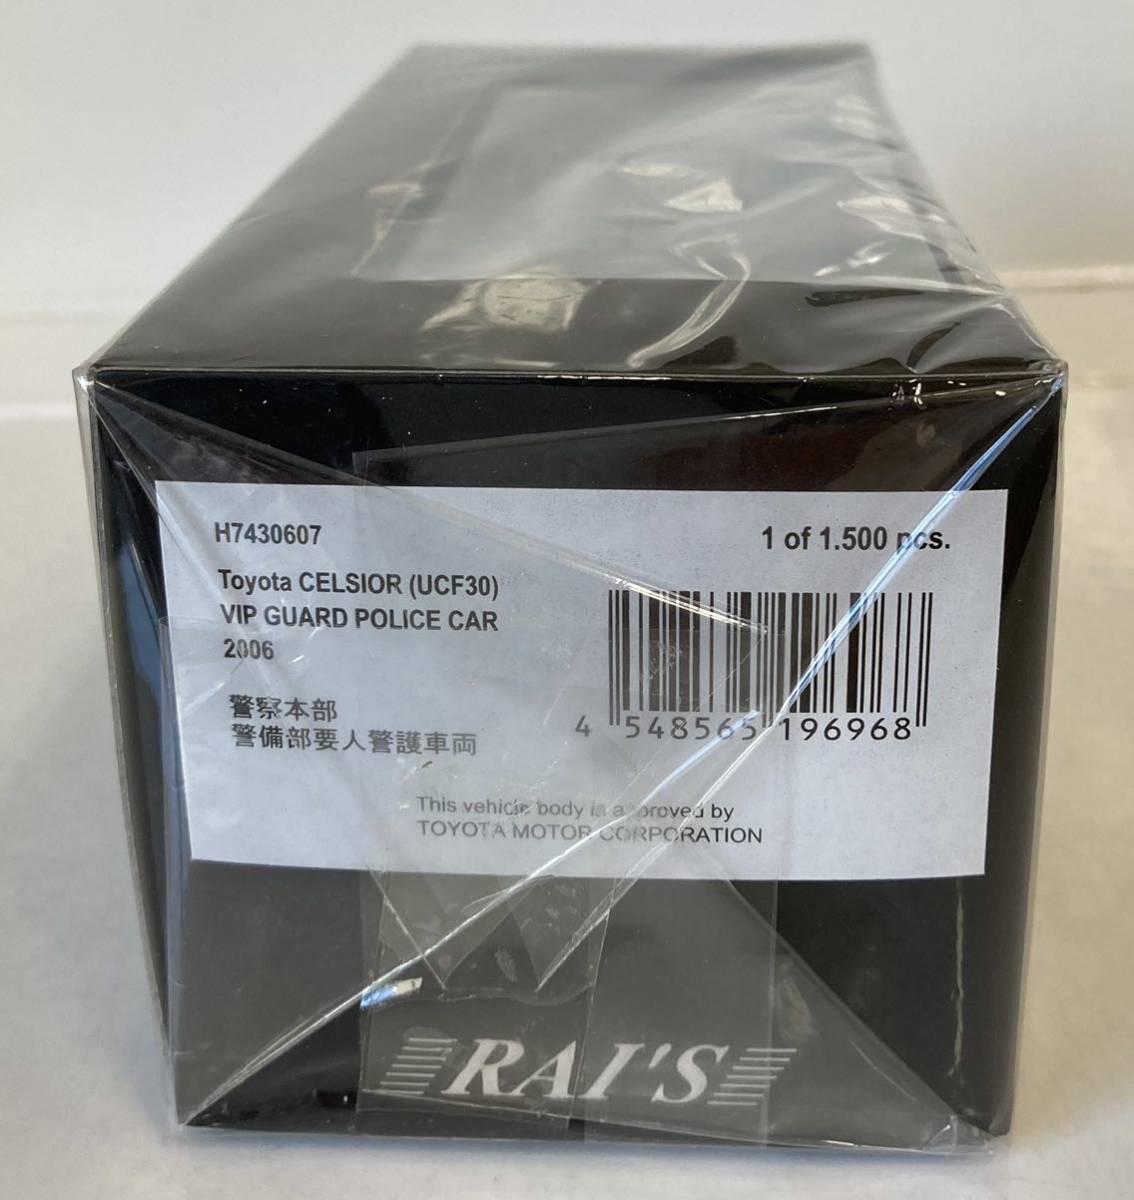 H7430607
1 of 1.500 pcs.
Toyota CELSIOR (UCF30)
VIP GUARD POLICE CAR
2006
警察本部
警備部要人警護車両
4 548565 196968
This vehicle body is approved by
TOYOTA MOTOR CORPORATION
RAI'S